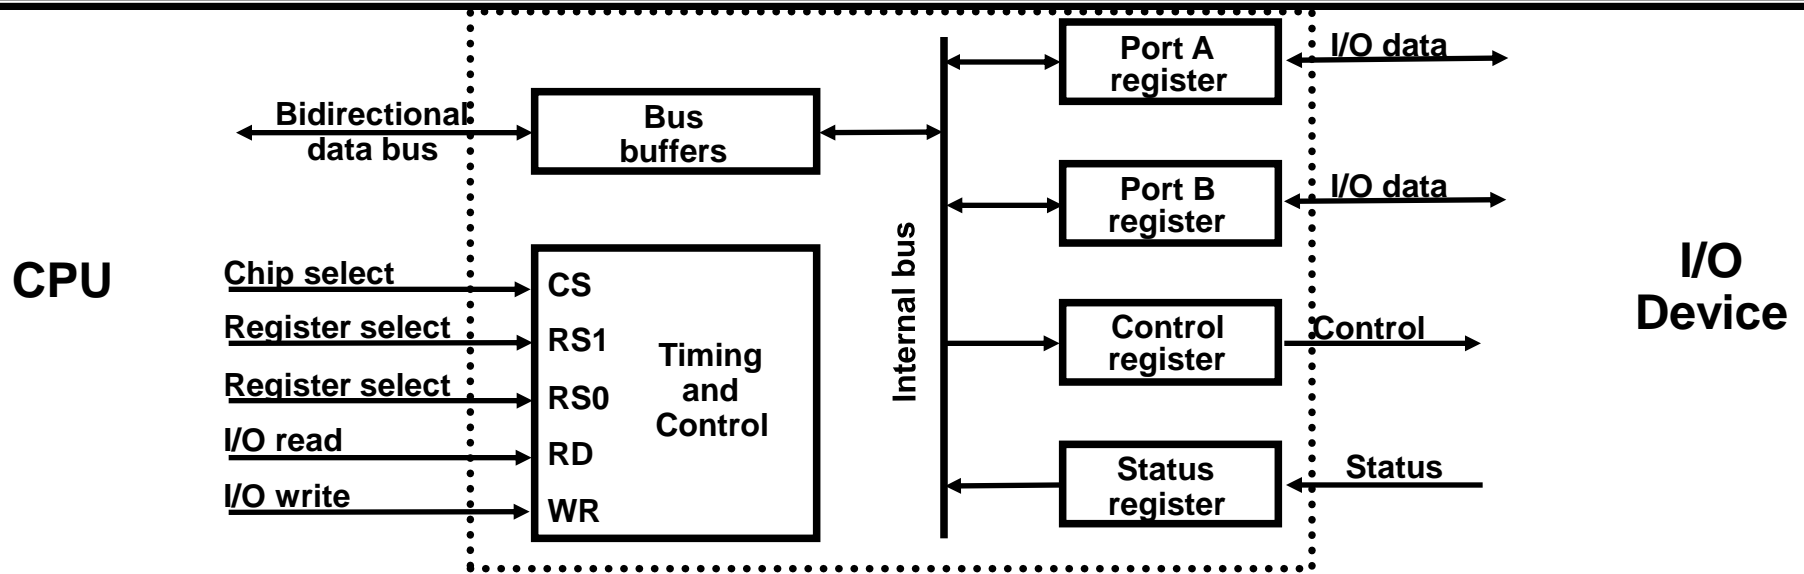 CPU
Bidirectional
data bus
Chip select
Register select
Register select
I/O read
I/O write
Bus
buffers
CS
RS1
RS0
RD
WR
Timing
and
Control
Internal bus
Port A
register
Port B
register
Control
register
Status
register
I/O data
I/O data
Control
Status
I/O
Device